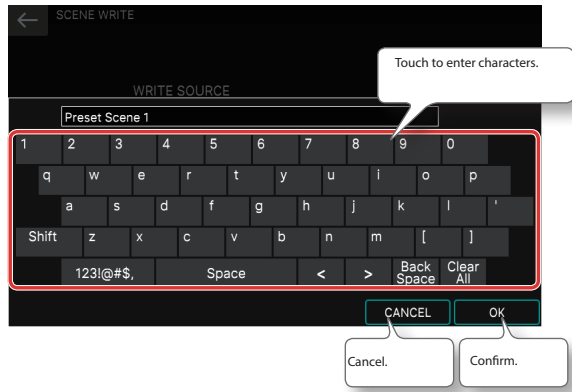 SCENE WRITE
Touch to enter characters.
WRITE SOURCE
Preset Scene 1
1 2 3 4 5 6 7 8 9 0
q w e r t y u i o p
a s d f g h j k l '
Shift z x c v b n m [ ]
123!@#$, Space < > Back Space Clear All
CANCEL OK
Cancel. Confirm.